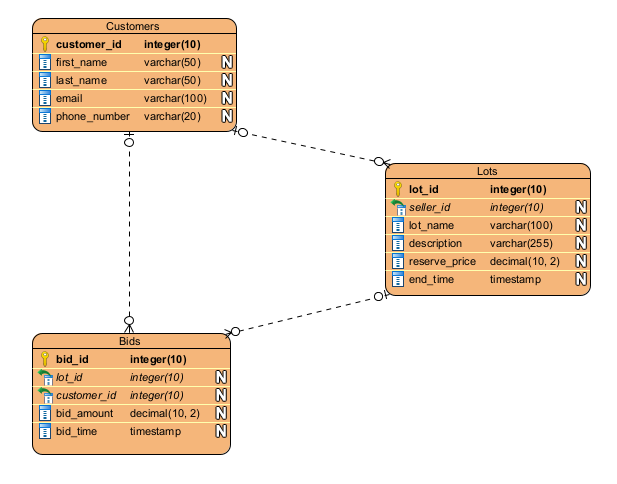 Customers
customer_id integer(10)
first_name varchar(50) N
last_name varchar(50) N
email varchar(100) N
phone_number varchar(20) N
Lots
lot_id integer(10)
seller_id integer(10) N
lot_name varchar(100) N
description varchar(255) N
reserve_price decimal(10, 2) N
end_time timestamp N
Bids
bid_id integer(10)
lot_id integer(10) N
customer_id integer(10) N
bid_amount decimal(10, 2) N
bid_time timestamp N